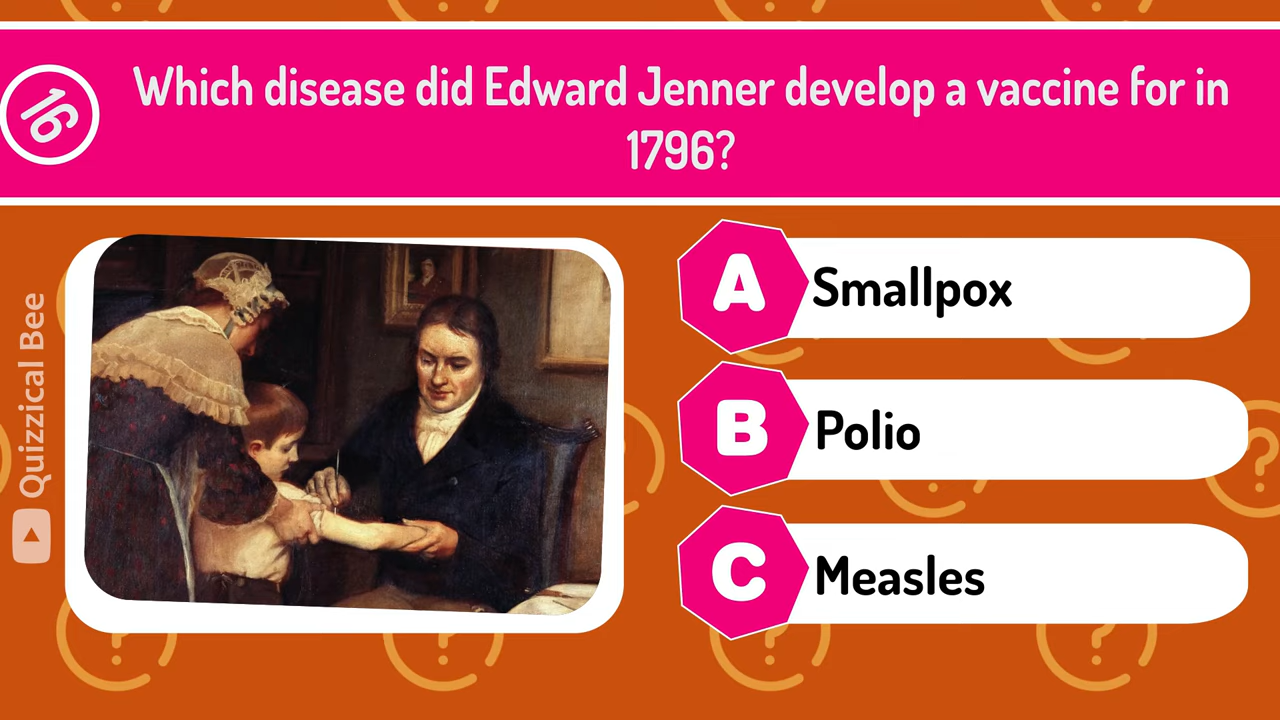 16
Which disease did Edward Jenner develop a vaccine for in
1796?
Quizzical Bee
A
Smallpox
B
Polio
C
Measles